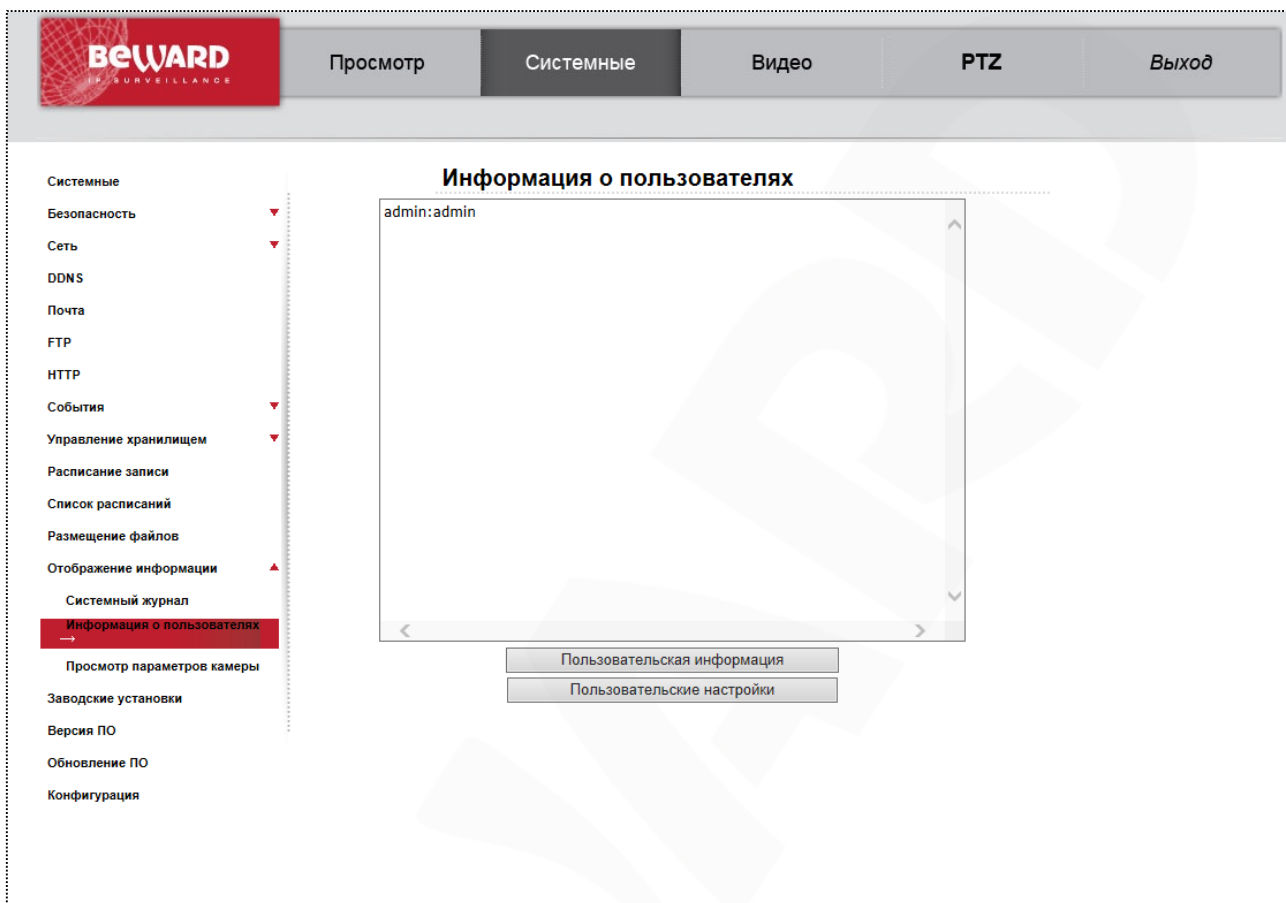 BEWARD
IP SURVEILLANCE
Просмотр
Системные
Видео
PTZ
Выход
Системные
Безопасность
Сеть
DDNS
Почта
FTP
HTTP
События
Управление хранилищем
Расписание записи
Список расписаний
Размещение файлов
Отображение информации
Системный журнал
Информация о пользователях
→
Просмотр параметров камеры
Заводские установки
Версия ПО
Обновление ПО
Конфигурация
Информация о пользователях
admin:admin
Пользовательская информация
Пользовательские настройки